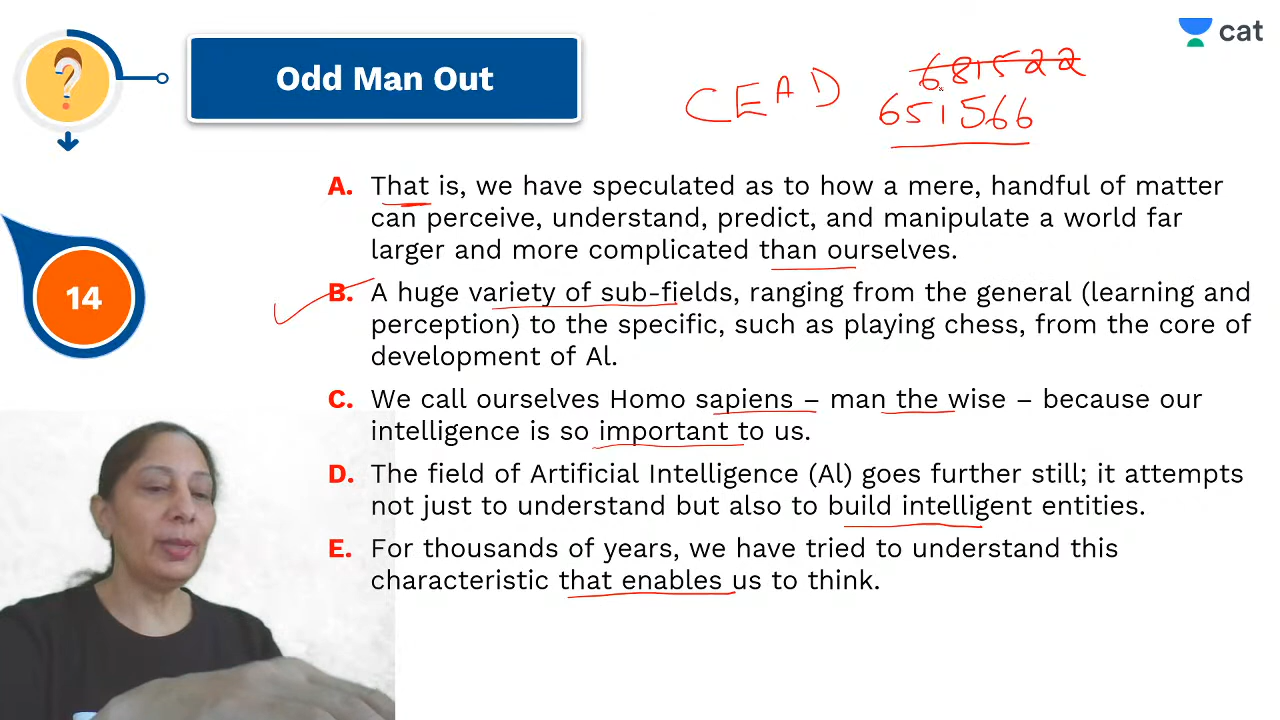 cat
Odd Man Out
CEAD
681522
651566
A. That is, we have speculated as to how a mere, handful of matter
can perceive, understand, predict, and manipulate a world far
larger and more complicated than ourselves.
14
B. A huge variety of sub-fields, ranging from the general (learning and
perception) to the specific, such as playing chess, from the core of
development of Al.
C. We call ourselves Homo sapiens – man the wise – because our
intelligence is so important to us.
D. The field of Artificial Intelligence (Al) goes further still; it attempts
not just to understand but also to build intelligent entities.
E. For thousands of years, we have tried to understand this
characteristic that enables us to think.